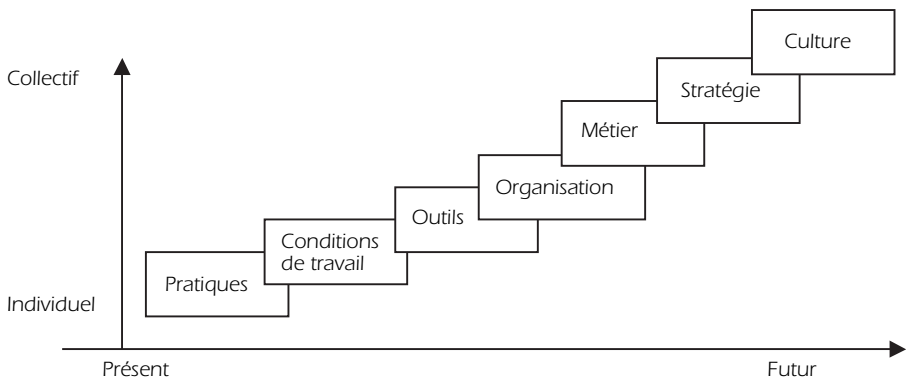 Culture
Collectif
Stratégie
Métier
Organisation
Outils
Conditions
de travail
Pratiques
Individuel
Présent
Futur